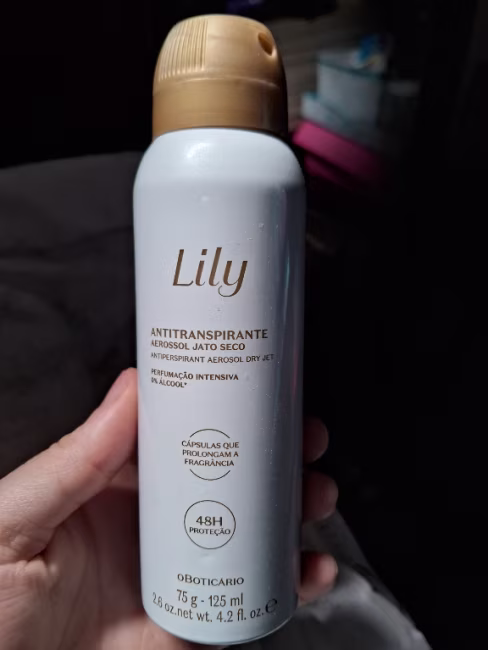 Lily
ANTITRANSPIRANTE
AEROSSOL JATO SECO
ANTIPERSPIRANT AEROSOL DRY JET
PERFUMAÇÃO INTENSIVA
0% ÁLCOOL*
CÁPSULAS QUE
PROLONGAM A
FRAGRÂNCIA
48H
PROTEÇÃO
oBOTICÁRIO
75 g - 125 ml
2.6 oz.net wt. 4.2 fl. oz. e